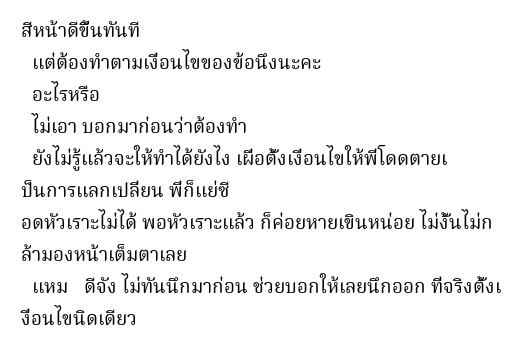 สีหน้าดีขึ้นทันที
แต่ต้องทำตามเงื่อนไขของข้อนึงนะคะ
อะไรหรือ
ไม่เอา บอกมาก่อนว่าต้องทำ
ยังไม่รู้แล้วจะให้ทำได้ยังไง เผื่อตั้งเงื่อนไขให้พี่โดดตายเ
ป็นการแลกเปลี่ยน พี่ก็แย่ซี
อดหัวเราะไม่ได้ พอหัวเราะแล้ว ก็ค่อยหายเขินหน่อย ไม่งั้นไม่ก
ล้ามองหน้าเต็มตาเลย
แหม   ดีจัง ไม่ทันนึกมาก่อน ช่วยบอกให้เลยนึกออก ที่จริงตั้งเ
งื่อนไขนิดเดียว